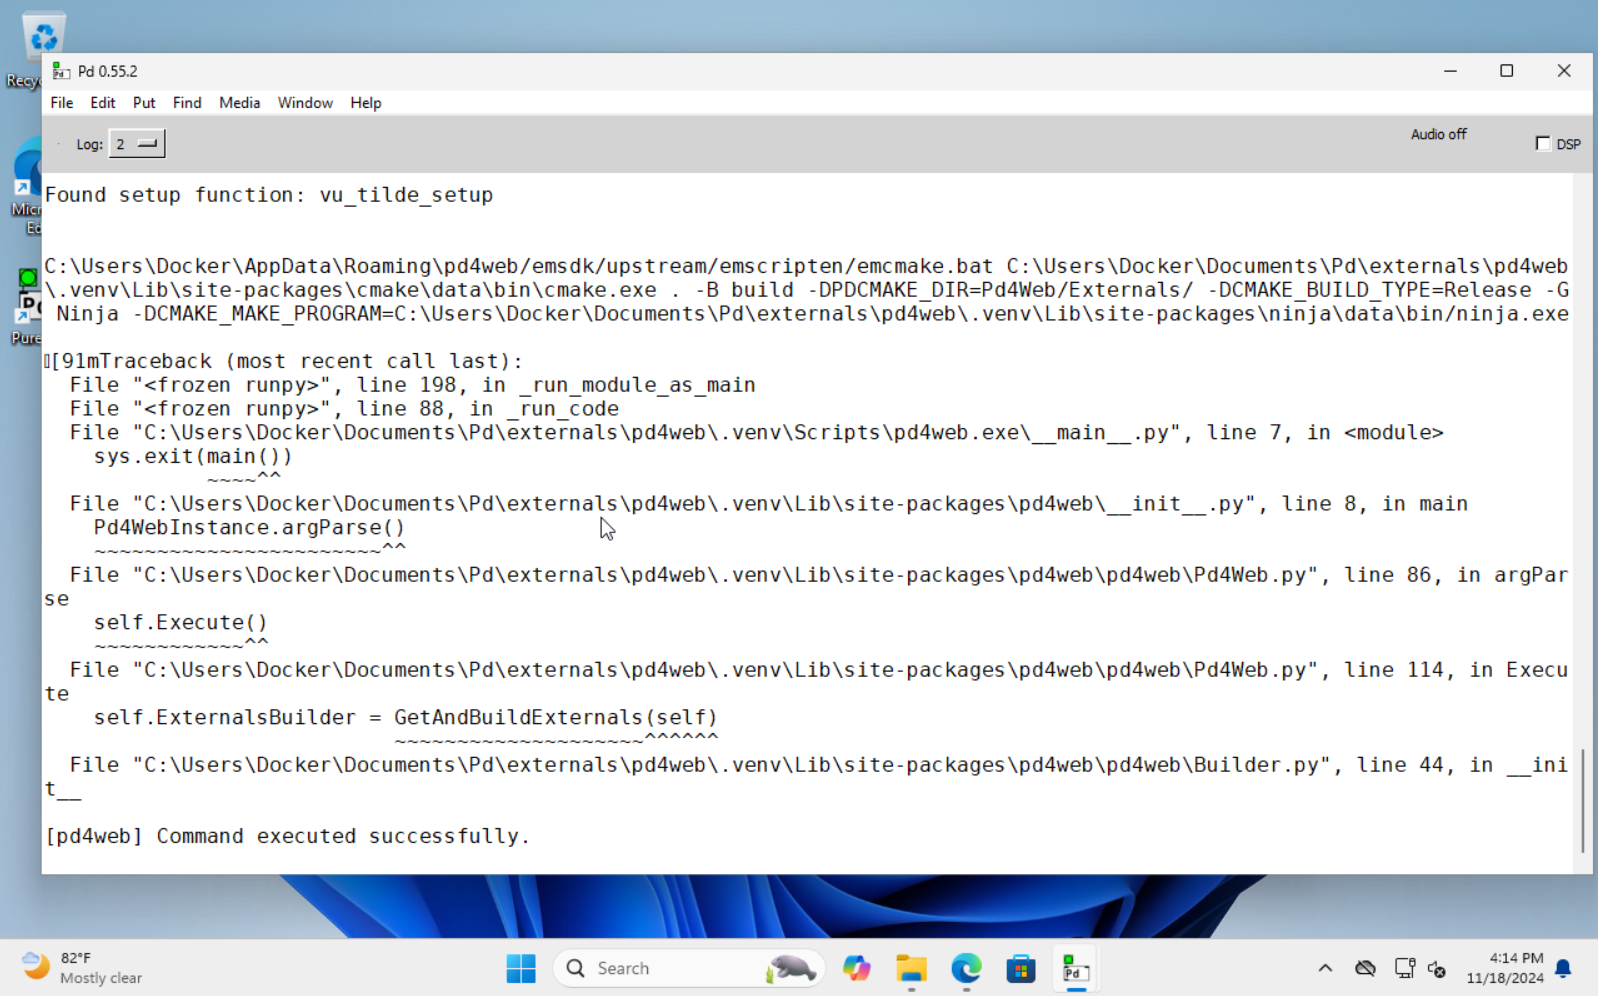 Recyc
Micr
Ed
Pd
Pure
Pd 0.55.2
File Edit Put Find Media Window Help
Log: 2
Audio off
DSP
Found setup function: vu_tilde_setup
C:\Users\Docker\AppData\Roaming\pd4web/emsdk/upstream/emscripten/emcmake.bat C:\Users\Docker\Documents\Pd\externals\pd4web
\.venv\Lib\site-packages\cmake\data\bin\cmake.exe . -B build -DPDCMAKE_DIR=Pd4Web/Externals/ -DCMAKE_BUILD_TYPE=Release -G
Ninja -DCMAKE_MAKE_PROGRAM=C:\Users\Docker\Documents\Pd\externals\pd4web\.venv\Lib\site-packages\ninja\data\bin/ninja.exe
[91mTraceback (most recent call last):
File "<frozen runpy>", line 198, in _run_module_as_main
File "<frozen runpy>", line 88, in _run_code
File "C:\Users\Docker\Documents\Pd\externals\pd4web\.venv\Scripts\pd4web.exe\__main__.py", line 7, in <module>
sys.exit(main())
~~~~^^
File "C:\Users\Docker\Documents\Pd\externals\pd4web\.venv\Lib\site-packages\pd4web\__init__.py", line 8, in main
Pd4WebInstance.argParse()
~~~~~~~~~~~~~~~~~~~~~~~^^
File "C:\Users\Docker\Documents\Pd\externals\pd4web\.venv\Lib\site-packages\pd4web\pd4web\Pd4Web.py", line 86, in argPar
se
self.Execute()
~~~~~~~~~~~~^^
File "C:\Users\Docker\Documents\Pd\externals\pd4web\.venv\Lib\site-packages\pd4web\pd4web\Pd4Web.py", line 114, in Execu
te
self.ExternalsBuilder = GetAndBuildExternals(self)
~~~~~~~~~~~~~~~~~~~~^^^^^^
File "C:\Users\Docker\Documents\Pd\externals\pd4web\.venv\Lib\site-packages\pd4web\pd4web\Builder.py", line 44, in __ini
t__
[pd4web] Command executed successfully.
82°F
Mostly clear
Search
Pd
4:14 PM
11/18/2024